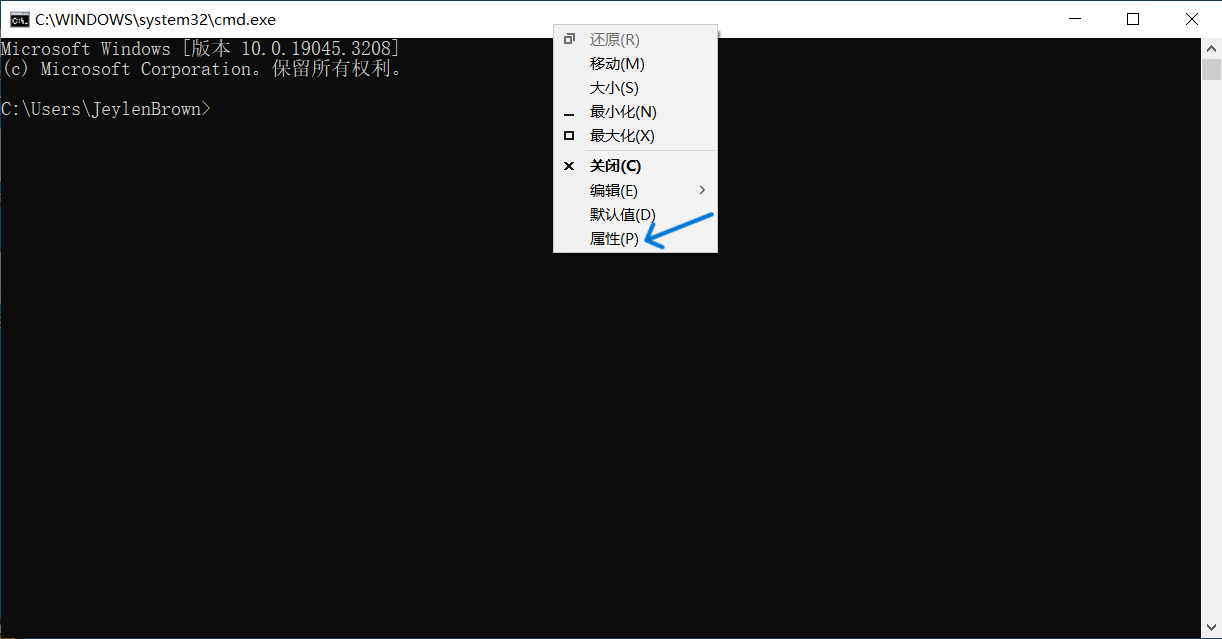 C:\WINDOWS\system32\cmd.exe
Microsoft Windows [版本 10.0.19045.3208]
(c) Microsoft Corporation。保留所有权利。
C:\Users\JeylenBrown>
还原(R)
移动(M)
大小(S)
最小化(N)
最大化(X)
关闭(C)
编辑(E)
默认值(D)
属性(P)